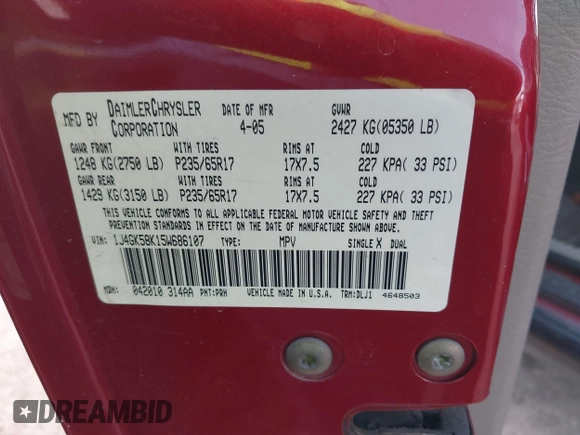 MFD BY DAIMLERCHRYSLER CORPORATION DATE OF MFR 4-05 GVWR 2427 KG(05350 LB)
GAWR FRONT WITH TIRES RIMS AT COLD
1248 KG(2750 LB) P235/65R17 17X7.5 227 KPA( 33 PSI)
GAWR REAR WITH TIRES RIMS AT COLD
1429 KG(3150 LB) P235/65R17 17X7.5 227 KPA( 33 PSI)
THIS VEHICLE CONFORMS TO ALL APPLICABLE FEDERAL MOTOR VEHICLE SAFETY AND THEFT
PREVENTION STANDARDS IN EFFECT ON THE DATE OF MANUFACTURE SHOWN ABOVE.
VIN: 1J4GK58K15W686107 TYPE: MPV SINGLE X DUAL
MDH: 042010 314AA PNT:PRH VEHICLE MADE IN U.S.A. TRM:DLJ1 4648503
DREAMBID